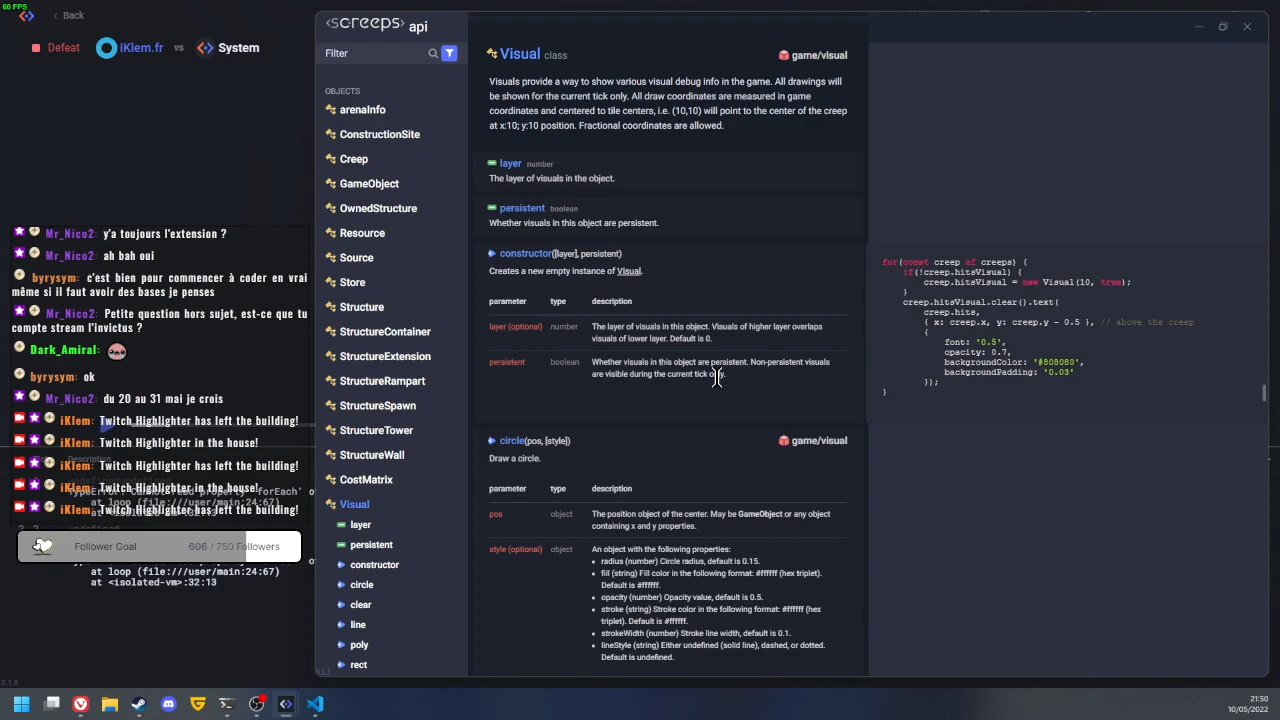 60 FPS
Back
Defeat iKlem.fr vs System
Mr_Nico2: y'a toujours l'extension ?
Mr_Nico2: ah bah oui
byrysym: c'est bien pour commencer à coder en vrai
même si il faut avoir des bases je penses
Mr_Nico2: Petite question hors sujet, est-ce que tu
compte stream l'invictus ?
Dark_Amiral:
byrysym: ok
Mr_Nico2: du 20 au 31 mai je crois
iKlem: Twitch Highlighter has left the building!
iKlem: Twitch Highlighter in the house!
iKlem: Twitch Highlighter has left the building!
iKlem: Twitch Highlighter in the house!
iKlem: Twitch Highlighter has left the building!
Follower Goal 606 / 750 Followers
at loop (file:///user/main:24:67)
at <isolated-vm>:32:13
<screeps> api
Filter
OBJECTS
arenaInfo
ConstructionSite
Creep
GameObject
OwnedStructure
Resource
Source
Store
Structure
StructureContainer
StructureExtension
StructureRampart
StructureSpawn
StructureTower
StructureWall
CostMatrix
Visual
layer
persistent
constructor
circle
clear
line
poly
rect
Visual class game/visual
Visuals provide a way to show various visual debug info in the game. All drawings will
be shown for the current tick only. All draw coordinates are measured in game
coordinates and centered to tile centers, i.e. (10,10) will point to the center of the creep
at x:10; y:10 position. Fractional coordinates are allowed.
layer number
The layer of visuals in the object.
persistent boolean
Whether visuals in this object are persistent.
constructor([layer], persistent)
Creates a new empty instance of Visual.
parameter type description
layer (optional) number The layer of visuals in this object. Visuals of higher layer overlaps
visuals of lower layer. Default is 0.
persistent boolean Whether visuals in this object are persistent. Non-persistent visuals
are visible during the current tick only.
circle(pos, [style]) game/visual
Draw a circle.
parameter type description
pos object The position object of the center. May be GameObject or any object
containing x and y properties.
style (optional) object An object with the following properties:
• radius (number) Circle radius, default is 0.15.
• fill (string) Fill color in the following format: #ffffff (hex triplet).
Default is #ffffff.
• opacity (number) Opacity value, default is 0.5.
• stroke (string) Stroke color in the following format: #ffffff (hex
triplet). Default is #ffffff.
• strokeWidth (number) Stroke line width, default is 0.1.
• lineStyle (string) Either undefined (solid line), dashed, or dotted.
Default is undefined.
for(const creep of creeps) {
if(!creep.hitsVisual) {
creep.hitsVisual = new Visual(10, true);
}
creep.hitsVisual.clear().text(
creep.hits,
{ x: creep.x, y: creep.y - 0.5 }, // above the creep
{
font: '0.5',
opacity: 0.7,
backgroundColor: '#808080',
backgroundPadding: '0.03'
});
}
21:50
10/05/2022